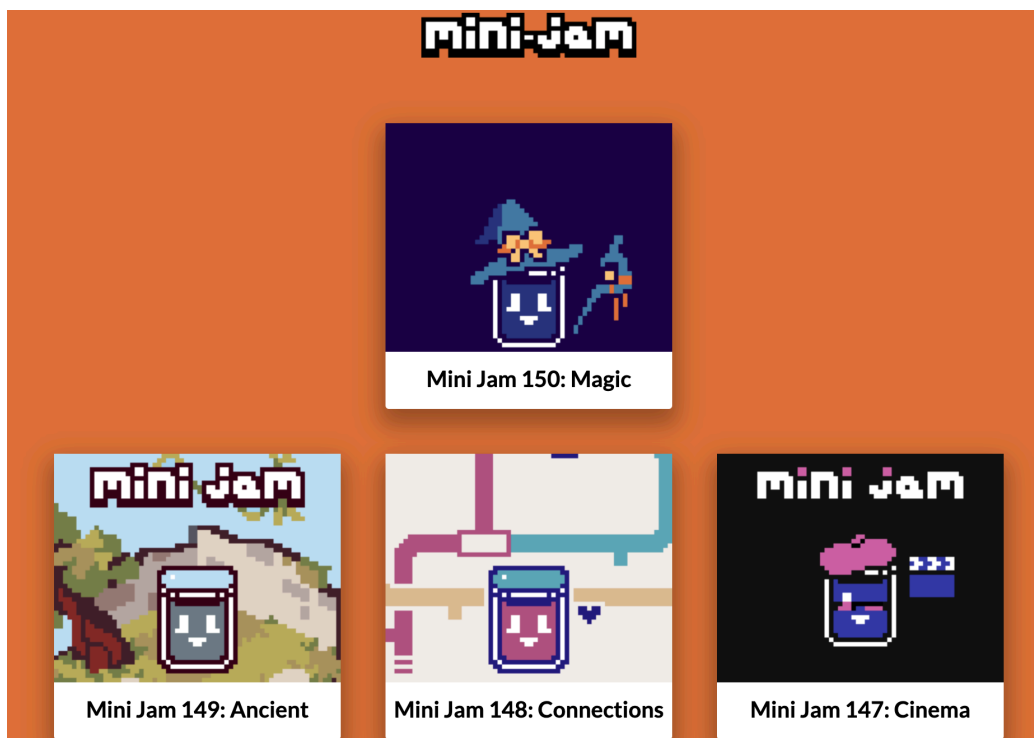 mini-jam
Mini Jam 150: Magic
mini jam
mini jam
Mini Jam 149: Ancient
Mini Jam 148: Connections
Mini Jam 147: Cinema